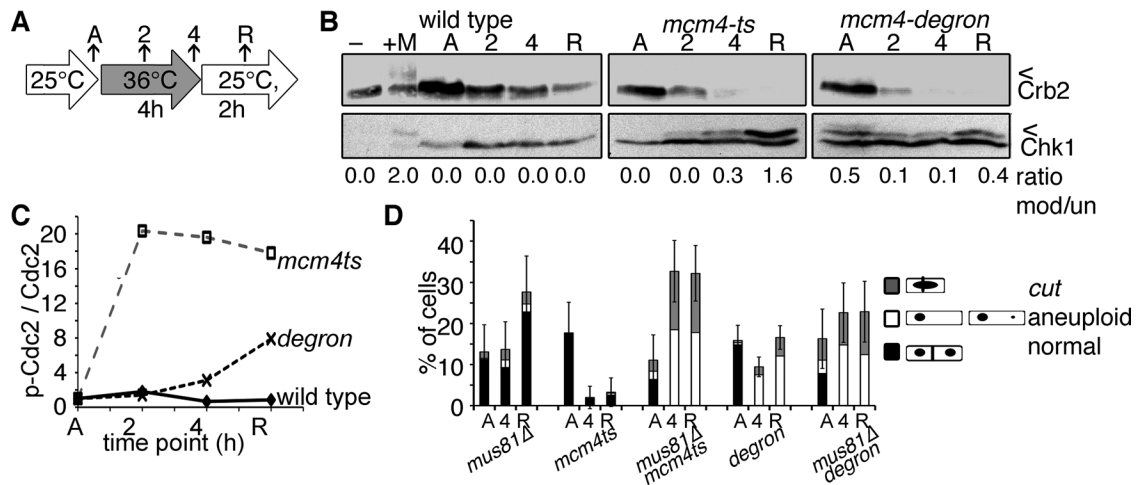 A
A 2 4 R
25°C 36°C 25°C,
4h 2h
B
wild type mcm4-ts mcm4-degron
– +M A 2 4 R A 2 4 R A 2 4 R
<
Crb2
<
Chk1
0.0 2.0 0.0 0.0 0.0 0.0 0.0 0.0 0.3 1.6 0.5 0.1 0.1 0.4 ratio
mod/un
C
p-Cdc2 / Cdc2
20
16
12
8
4
0
mcm4ts
degron
wild type
A 2 4 R
time point (h)
D
% of cells
40
30
20
10
0
A 4 R A 4 R A 4 R A 4 R A 4 R
mus81Δ
mcm4ts
mus81Δ
mcm4ts
degron
mus81Δ
degron
cut
aneuploid
normal